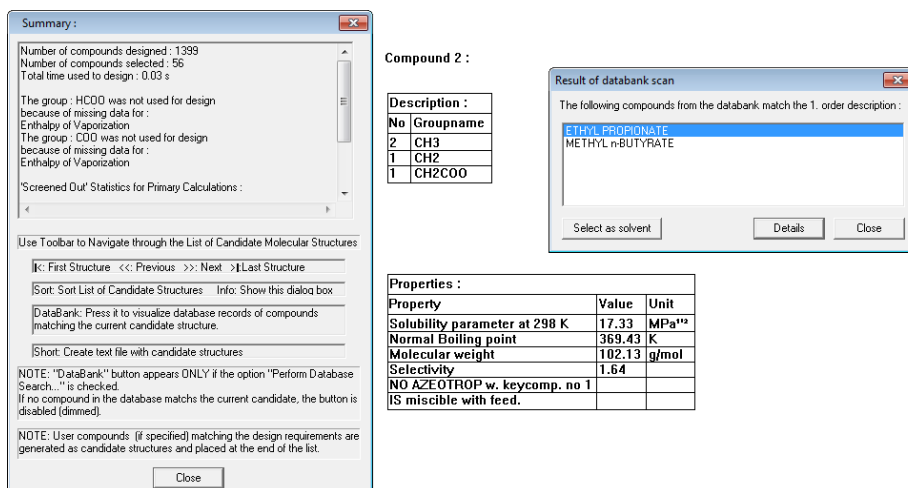 Summary :
Number of compounds designed : 1399
Number of compounds selected : 56
Total time used to design : 0.03 s
The group : HCOO was not used for design
because of missing data for :
Enthalpy of Vaporization
The group : COO was not used for design
because of missing data for :
Enthalpy of Vaporization
'Screened Out' Statistics for Primary Calculations :
Use Toolbar to Navigate through the List of Candidate Molecular Structures
|<: First Structure <<: Previous >>: Next >|:Last Structure
Sort: Sort List of Candidate Structures Info: Show this dialog box
DataBank: Press it to visualize database records of compounds
matching the current candidate structure.
Short: Create text file with candidate structures
NOTE: "DataBank" button appears ONLY if the option "Perform Database
Search..." is checked.
If no compound in the database matchs the current candidate, the button is
disabled (dimmed).
NOTE: User compounds (if specified) matching the design requirements are
generated as candidate structures and placed at the end of the list.
Close
Compound 2 :
Description :
No Groupname
2 CH3
1 CH2
1 CH2COO
Result of databank scan
The following compounds from the databank match the 1. order description :
ETHYL PROPIONATE
METHYL n-BUTYRATE
Select as solvent Details Close
Properties :
Property Value Unit
Solubility parameter at 298 K 17.33 MPa¹'²
Normal Boiling point 369.43 K
Molecular weight 102.13 g/mol
Selectivity 1.64
NO AZEOTROP w. keycomp. no 1
IS miscible with feed.